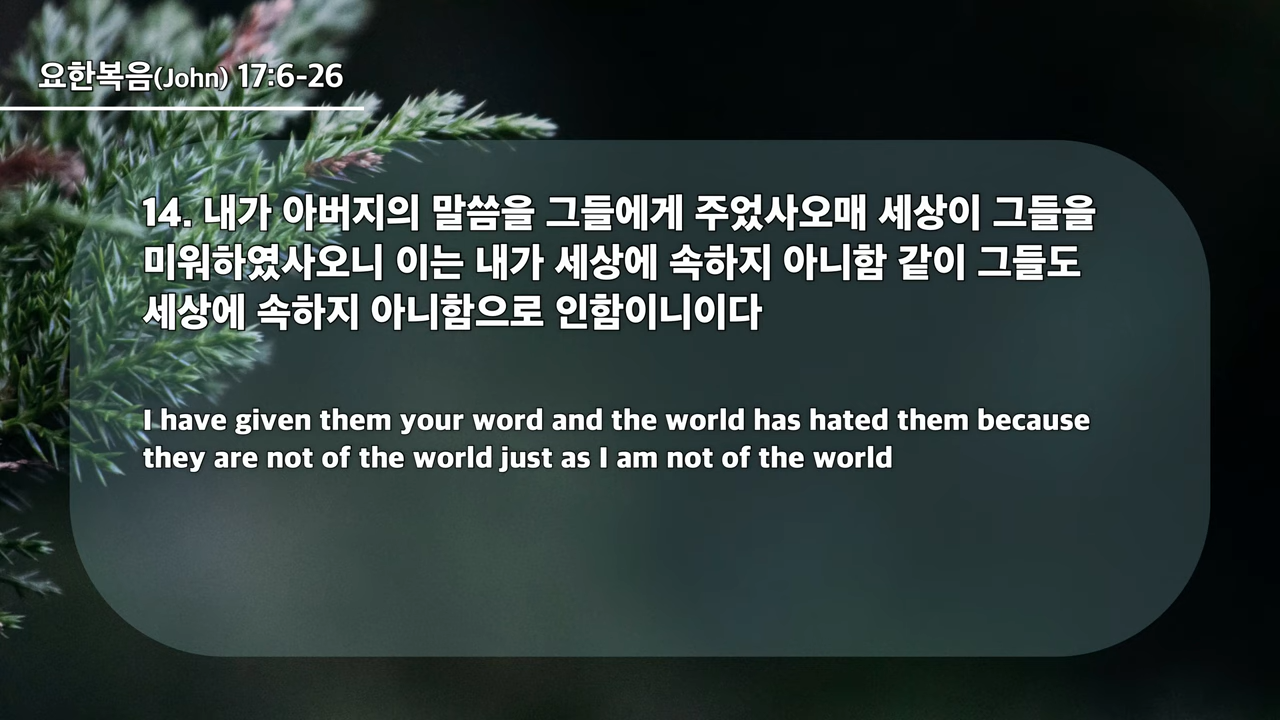 요한복음(John) 17:6-26
14. 내가 아버지의 말씀을 그들에게 주었사오매 세상이 그들을
미워하였사오니 이는 내가 세상에 속하지 아니함 같이 그들도
세상에 속하지 아니함으로 인함이니이다
I have given them your word and the world has hated them because
they are not of the world just as I am not of the world